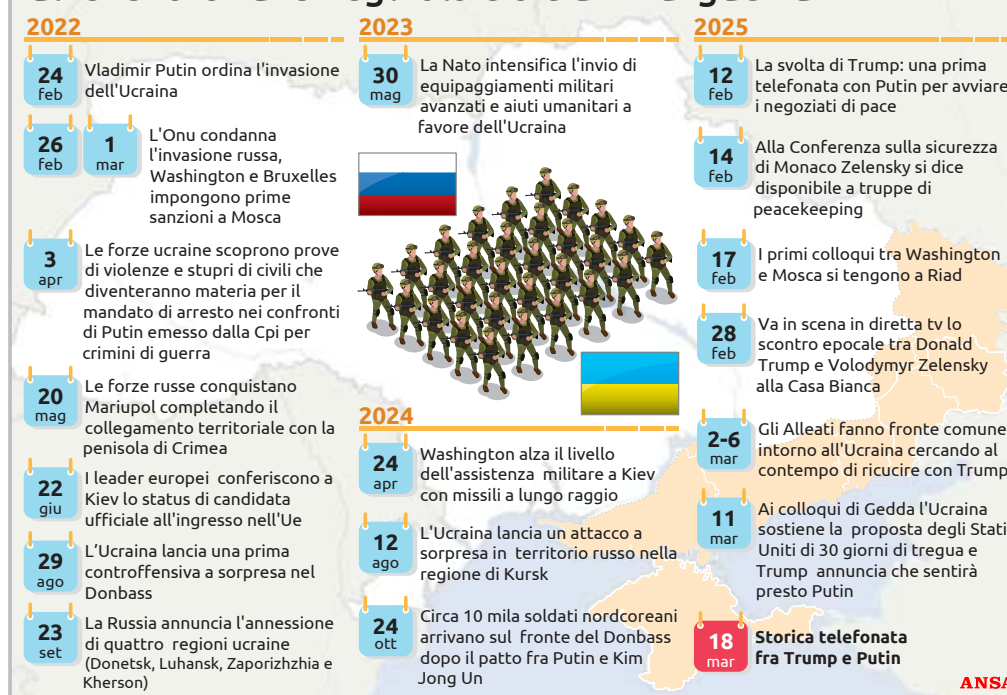 2022
24
feb
Vladimir Putin ordina l'invasione
dell'Ucraina
26
feb
1
mar
L'Onu condanna
l'invasione russa,
Washington e Bruxelles
impongono prime
sanzioni a Mosca
3
apr
Le forze ucraine scoprono prove
di violenze e stupri di civili che
diventeranno materia per il
mandato di arresto nei confronti
di Putin emesso dalla Cpi per
crimini di guerra
20
mag
Le forze russe conquistano
Mariupol completando il
collegamento territoriale con la
penisola di Crimea
22
giu
I leader europei conferiscono a
Kiev lo status di candidata
ufficiale all'ingresso nell'Ue
29
ago
L’Ucraina lancia una prima
controffensiva a sorpresa nel
Donbass
23
set
La Russia annuncia l'annessione
di quattro regioni ucraine
(Donetsk, Luhansk, Zaporizhzhia e
Kherson)
2023
30
mag
La Nato intensifica l'invio di
equipaggiamenti militari
avanzati e aiuti umanitari a
favore dell'Ucraina
2024
24
apr
Washington alza il livello
dell'assistenza militare a Kiev
con missili a lungo raggio
12
ago
L'Ucraina lancia un attacco a
sorpresa in territorio russo nella
regione di Kursk
24
ott
Circa 10 mila soldati nordcoreani
arrivano sul fronte del Donbass
dopo il patto fra Putin e Kim
Jong Un
2025
12
feb
La svolta di Trump: una prima
telefonata con Putin per avviare
i negoziati di pace
14
feb
Alla Conferenza sulla sicurezza
di Monaco Zelensky si dice
disponibile a truppe di
peacekeeping
17
feb
I primi colloqui tra Washington
e Mosca si tengono a Riad
28
feb
Va in scena in diretta tv lo
scontro epocale tra Donald
Trump e Volodymyr Zelensky
alla Casa Bianca
2-6
mar
Gli Alleati fanno fronte comune
intorno all'Ucraina cercando al
contempo di ricucire con Trump
11
mar
Ai colloqui di Gedda l'Ucraina
sostiene la proposta degli Stati
Uniti di 30 giorni di tregua e
Trump annuncia che sentirà
presto Putin
18
mar
Storica telefonata
fra Trump e Putin
ANSA